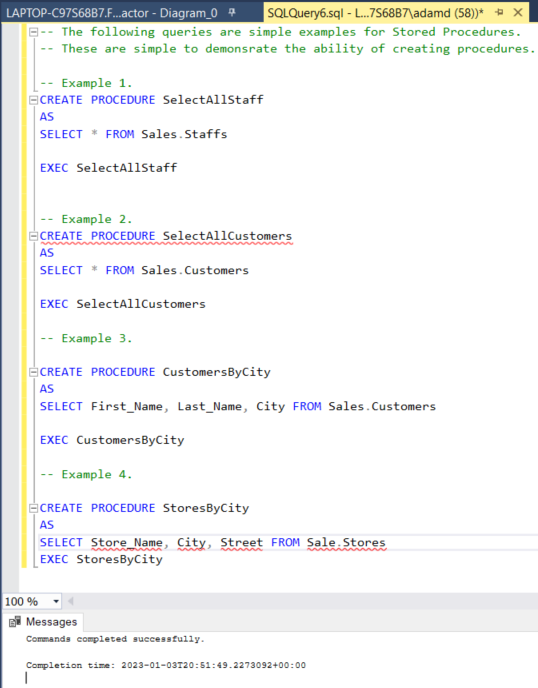 LAPTOP-C97S68B7.F...actor - Diagram_0
SQLQuery6.sql - L...7S68B7\adamd (58))*
-- The following queries are simple examples for Stored Procedures.
-- These are simple to demonsrate the ability of creating procedures.
-- Example 1.
CREATE PROCEDURE SelectAllStaff
AS
SELECT * FROM Sales.Staffs
EXEC SelectAllStaff
-- Example 2.
CREATE PROCEDURE SelectAllCustomers
AS
SELECT * FROM Sales.Customers
EXEC SelectAllCustomers
-- Example 3.
CREATE PROCEDURE CustomersByCity
AS
SELECT First_Name, Last_Name, City FROM Sales.Customers
EXEC CustomersByCity
-- Example 4.
CREATE PROCEDURE StoresByCity
AS
SELECT Store_Name, City, Street FROM Sale.Stores
EXEC StoresByCity
100 %
Messages
Commands completed successfully.
Completion time: 2023-01-03T20:51:49.2273092+00:00